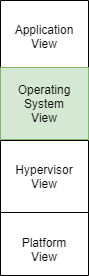 Application
View
Operating
System
View
Hypervisor
View
Platform
View